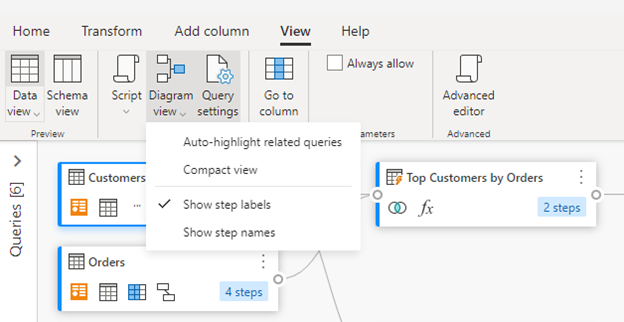 Home Transform Add column View Help
Data view Schema view Script Diagram view Query settings Go to column Always allow Advanced editor
Preview Advanced
Auto-highlight related queries
Compact view
Show step labels
Show step names
Queries [6]
Customers
Top Customers by Orders
fx 2 steps
Orders
4 steps